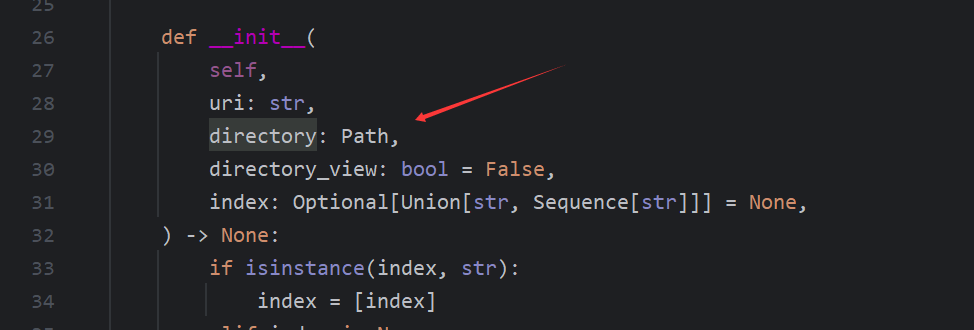 25
26 def __init__(
27 self,
28 uri: str,
29 directory: Path,
30 directory_view: bool = False,
31 index: Optional[Union[str, Sequence[str]]] = None,
32 ) -> None:
33 if isinstance(index, str):
34 index = [index]